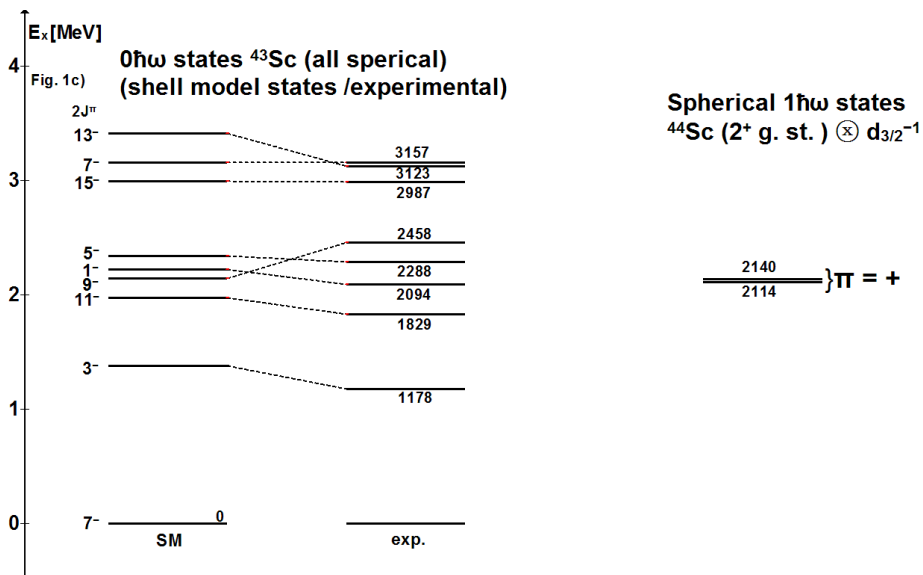 Eₓ[MeV]
0ħω states ⁴³Sc (all sperical)
(shell model states /experimental)
Fig. 1c)
Spherical 1ħω states
⁴⁴Sc (2⁺ g. st. ) ⊗ d₃/₂⁻¹
2Jᵖ
4
3
2
1
0
13⁻
7⁻
15⁻
5⁻
1⁻
9⁻
11⁻
3⁻
7⁻
0
SM
3157
3123
2987
2458
2288
2094
1829
1178
exp.
2140
2114
}π = +